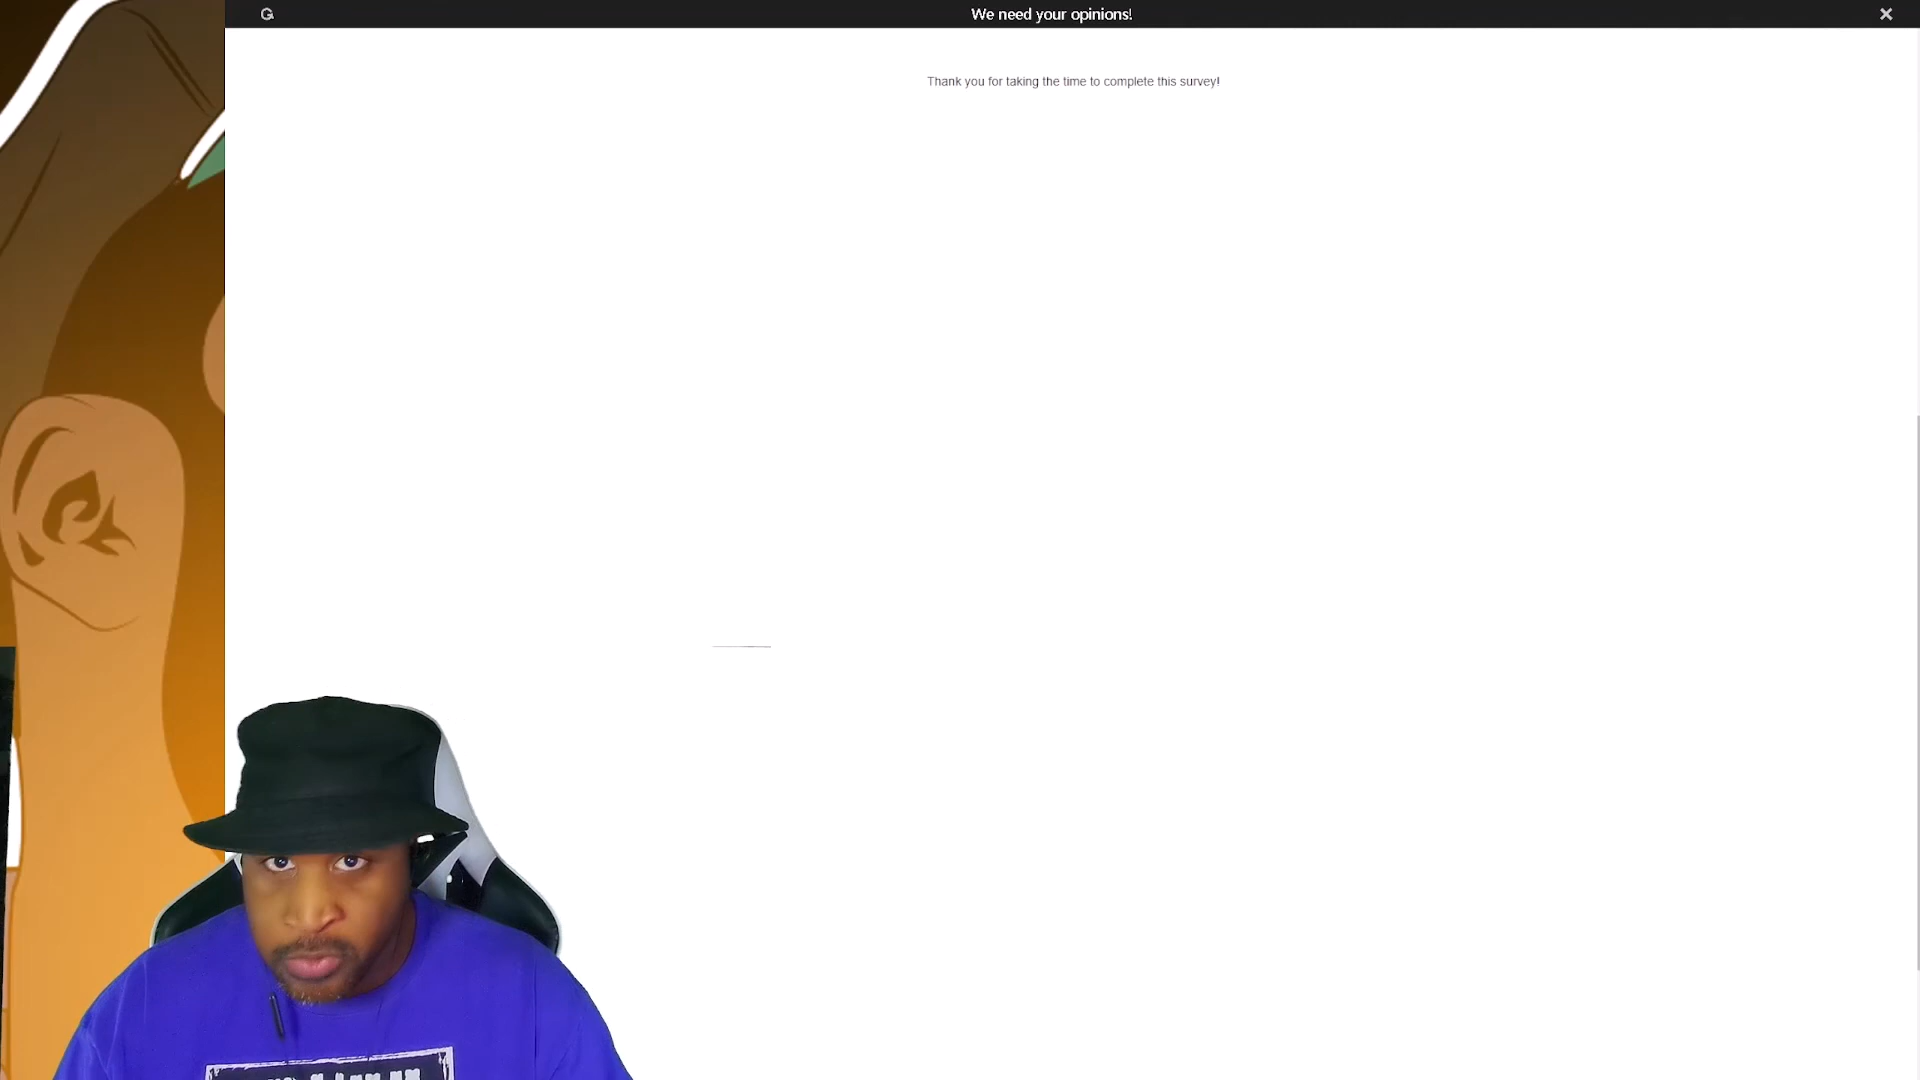 We need your opinions!
Thank you for taking the time to complete this survey!